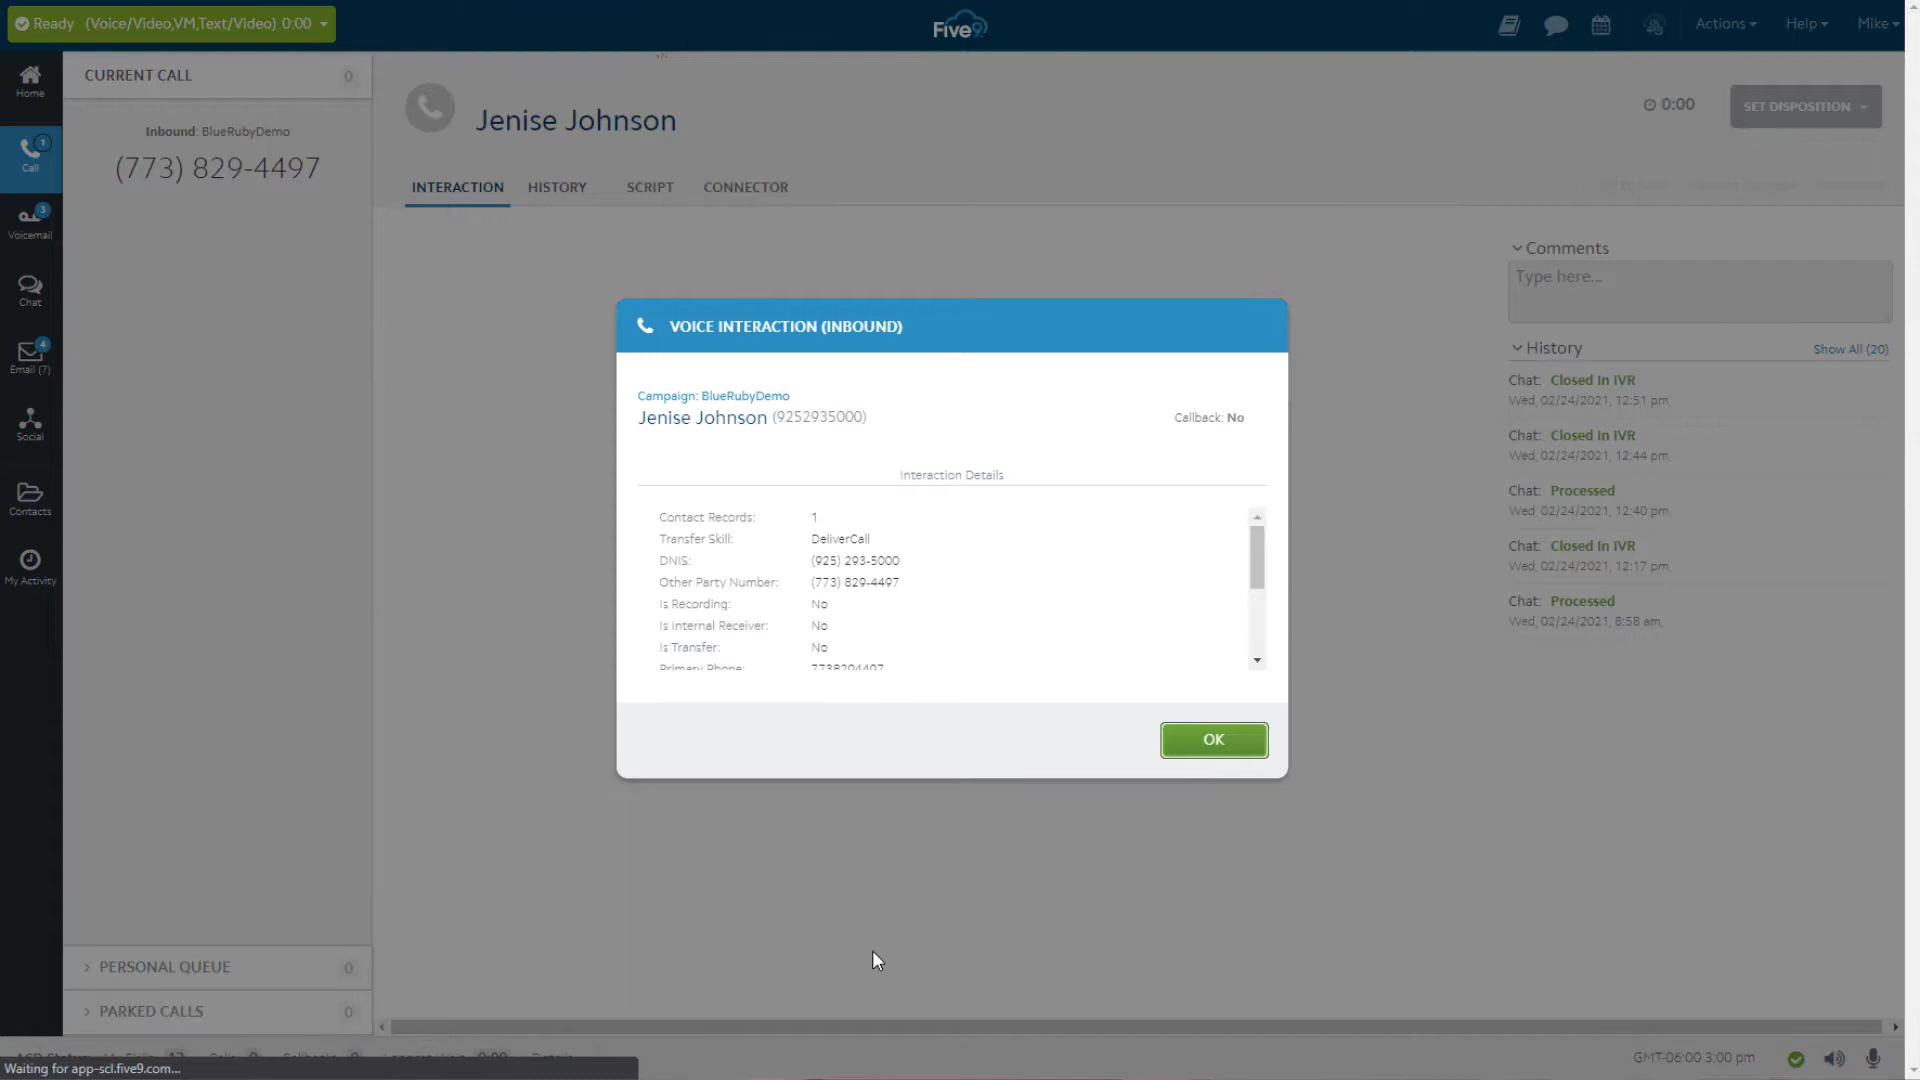 Ready (Voice/Video,VM,Text/Video) 0:00
Five9
Actions
Help
Mike
Home
1
Call
3
Voicemail
Chat
4
Email (7)
Social
Contacts
My Activity
CURRENT CALL 0
Inbound: BlueRubyDemo
(773) 829-4497
PERSONAL QUEUE 0
PARKED CALLS 0
Jenise Johnson
0:00
SET DISPOSITION
INTERACTION HISTORY SCRIPT CONNECTOR
VOICE INTERACTION (INBOUND)
Campaign: BlueRubyDemo
Jenise Johnson (9252935000)
Callback: No
Interaction Details
Contact Records: 1
Transfer Skill: DeliverCall
DNIS: (925) 293-5000
Other Party Number: (773) 829-4497
Is Recording: No
Is Internal Receiver: No
Is Transfer: No
Primary Phone: 7738294497
OK
Comments
Type here...
History
Show All (20)
Chat: Closed In IVR
Wed, 02/24/2021, 12:51 pm,
Chat: Closed In IVR
Wed, 02/24/2021, 12:44 pm,
Chat: Processed
Wed, 02/24/2021, 12:40 pm,
Chat: Closed In IVR
Wed, 02/24/2021, 12:17 pm,
Chat: Processed
Wed, 02/24/2021, 8:58 am,
Waiting for app-scl.five9.com...
GMT-06:00 3:00 pm